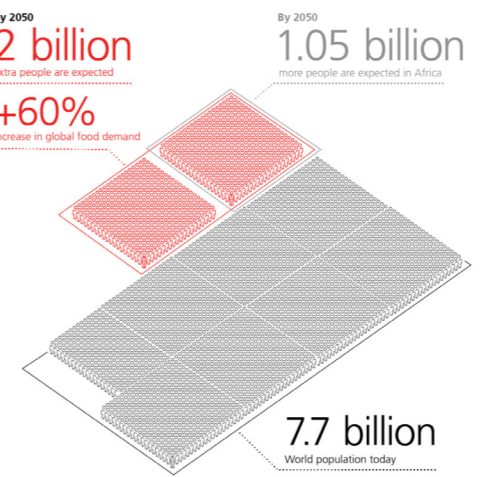 y 2050
2 billion
xtra people are expected
+60%
ncrease in global food demand
By 2050
1.05 billion
more people are expected in Africa
7.7 billion
World population today